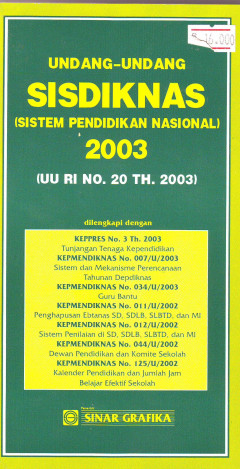 R 16.000
UNDANG-UNDANG
SISDIKNAS
(SISTEM PENDIDIKAN NASIONAL)
2003
(UU RI NO. 20 TH. 2003)
dilengkapi dengan
KEPPRES No. 3 Th. 2003
Tunjangan Tenaga Kependidikan
KEPMENDIKNAS No. 007/U/2003
Sistem dan Mekanisme Perencanaan
Tahunan Depdiknas
KEPMENDIKNAS No. 034/U/2003
Guru Bantu
KEPMENDIKNAS No. 011/U/2002
Penghapusan Ebtanas SD, SDLB, SLBTD, dan MI
KEPMENDIKNAS No. 012/U/2002
Sistem Penilaian di SD, SDLB, SLBTD, dan MI
KEPMENDIKNAS No. 044/U/2002
Dewan Pendidikan dan Komite Sekolah
KEPMENDIKNAS No. 125/U/2002
Kalender Pendidikan dan Jumlah Jam
Belajar Efektif Sekolah
Penerbit
SINAR GRAFIKA